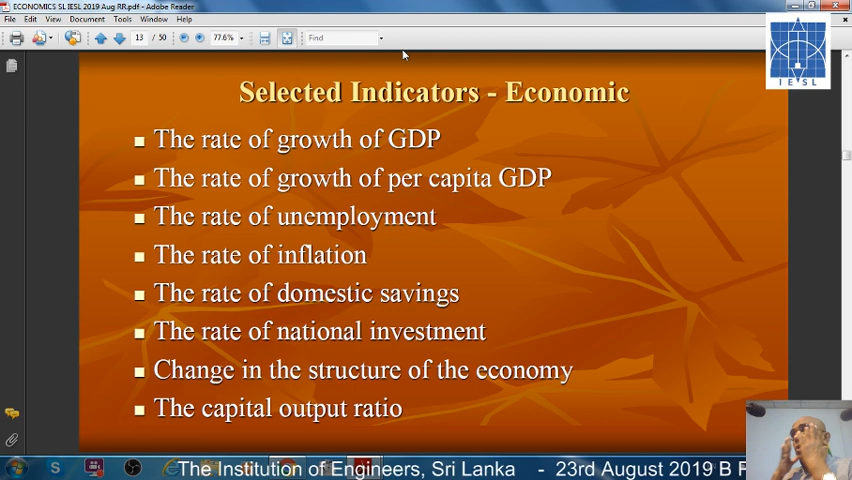 ECONOMICS SL IESL 2019 Aug RR.pdf - Adobe Reader
File Edit View Document Tools Window Help
13 / 50 77.6% Find
IESL
Selected Indicators - Economic
The rate of growth of GDP
The rate of growth of per capita GDP
The rate of unemployment
The rate of inflation
The rate of domestic savings
The rate of national investment
Change in the structure of the economy
The capital output ratio
The Institution of Engineers, Sri Lanka - 23rd August 2019 B P